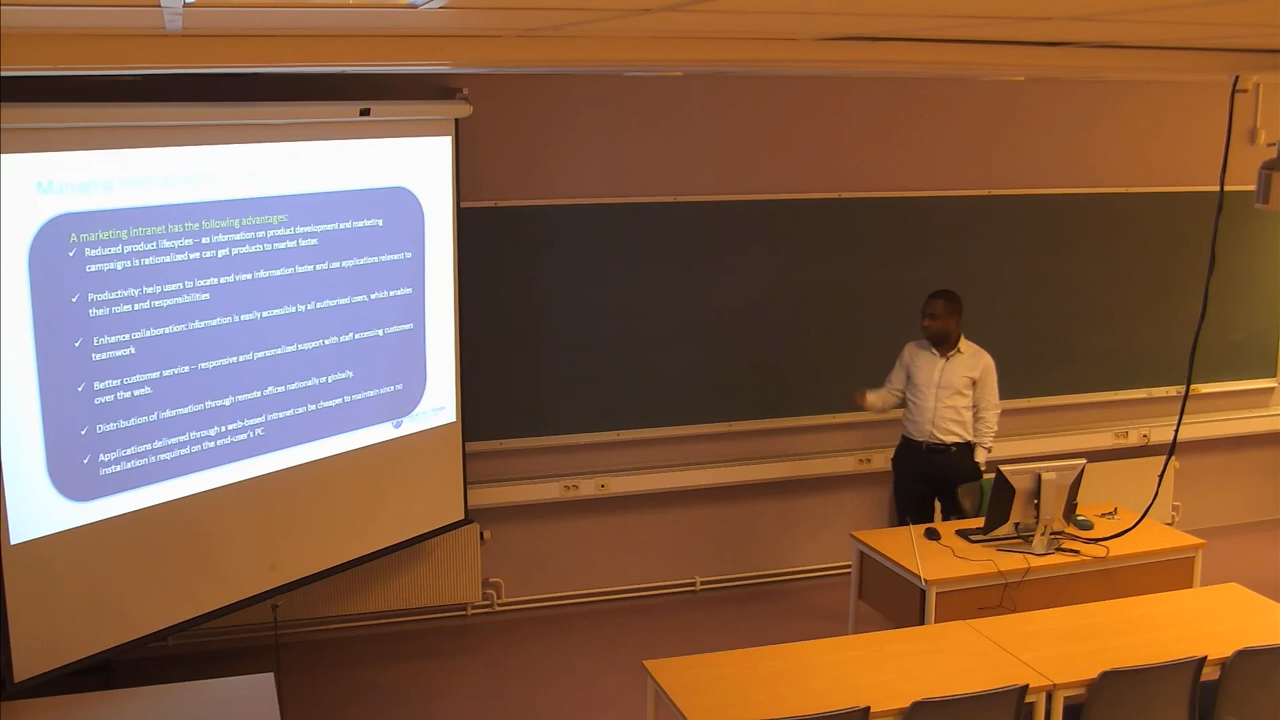 Managing
A marketing intranet has the following advantages:
✓ Reduced product lifecycles – as information on product development and marketing
campaigns is rationalized we can get products to market faster.
✓ Productivity: help users to locate and view information faster and use applications relevant to
their roles and responsibilities
✓ Enhance collaboration: information is easily accessible by all authorised users, which enables
teamwork
✓ Better customer service – responsive and personalized support with staff accessing customers
over the web.
✓ Distribution of information through remote offices nationally or globally.
✓ Applications delivered through a web-based intranet can be cheaper to maintain since no
installation is required on the end-user's PC